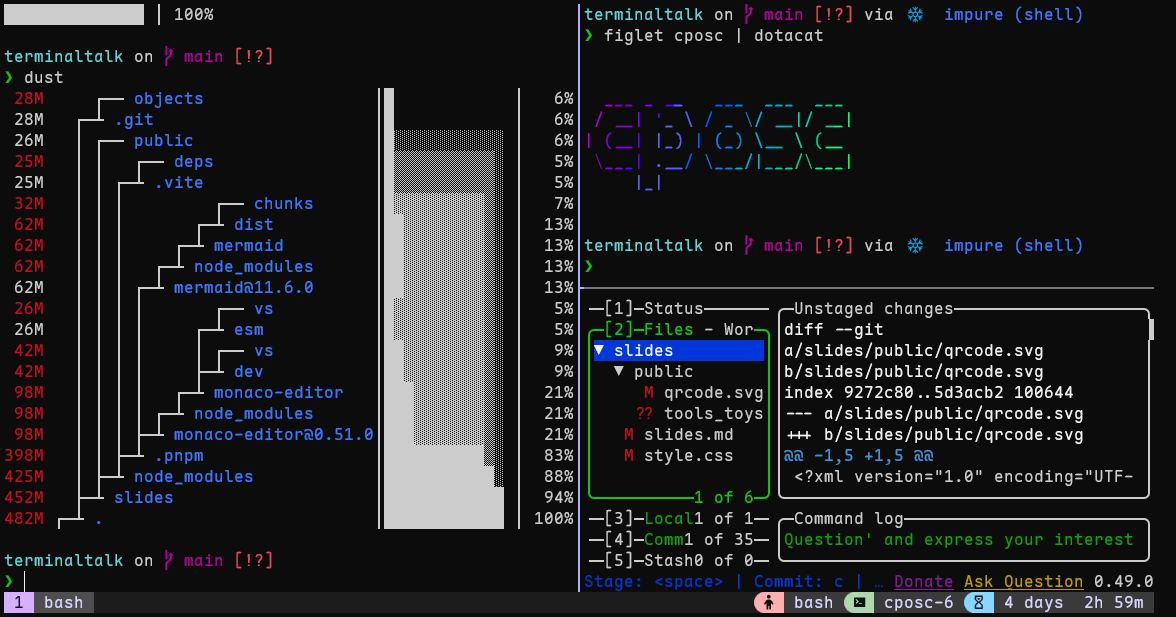 100%
terminaltalk on main [!?]
❯ dust
28M objects 6%
28M .git 6%
26M public 6%
25M deps 5%
25M .vite 5%
32M chunks 7%
62M dist 13%
62M mermaid 13%
62M node_modules 13%
62M mermaid@11.6.0 13%
26M vs 5%
26M esm 5%
42M vs 9%
42M dev 9%
98M monaco-editor 21%
98M node_modules 21%
98M monaco-editor@0.51.0 21%
398M .pnpm 83%
425M node_modules 88%
452M slides 94%
482M . 100%
terminaltalk on main [!?]
❯
terminaltalk on main [!?] via ❄ impure (shell)
❯ figlet cposc | dotacat
cposc
terminaltalk on main [!?] via ❄ impure (shell)
❯
[1]─Status
[2]─Files - Wor
▼ slides
▼ public
M qrcode.svg
?? tools_toys
M slides.md
M style.css
1 of 6
[3]─Local1 of 1
[4]─Comm1 of 35
[5]─Stash0 of 0
Unstaged changes
diff --git
a/slides/public/qrcode.svg
b/slides/public/qrcode.svg
index 9272c80..5d3acb2 100644
--- a/slides/public/qrcode.svg
+++ b/slides/public/qrcode.svg
@@ -1,5 +1,5 @@
<?xml version="1.0" encoding="UTF-
Command log
Question' and express your interest
Stage: <space> | Commit: c | … Donate Ask Question 0.49.0
1 bash
bash cposc-6 4 days 2h 59m